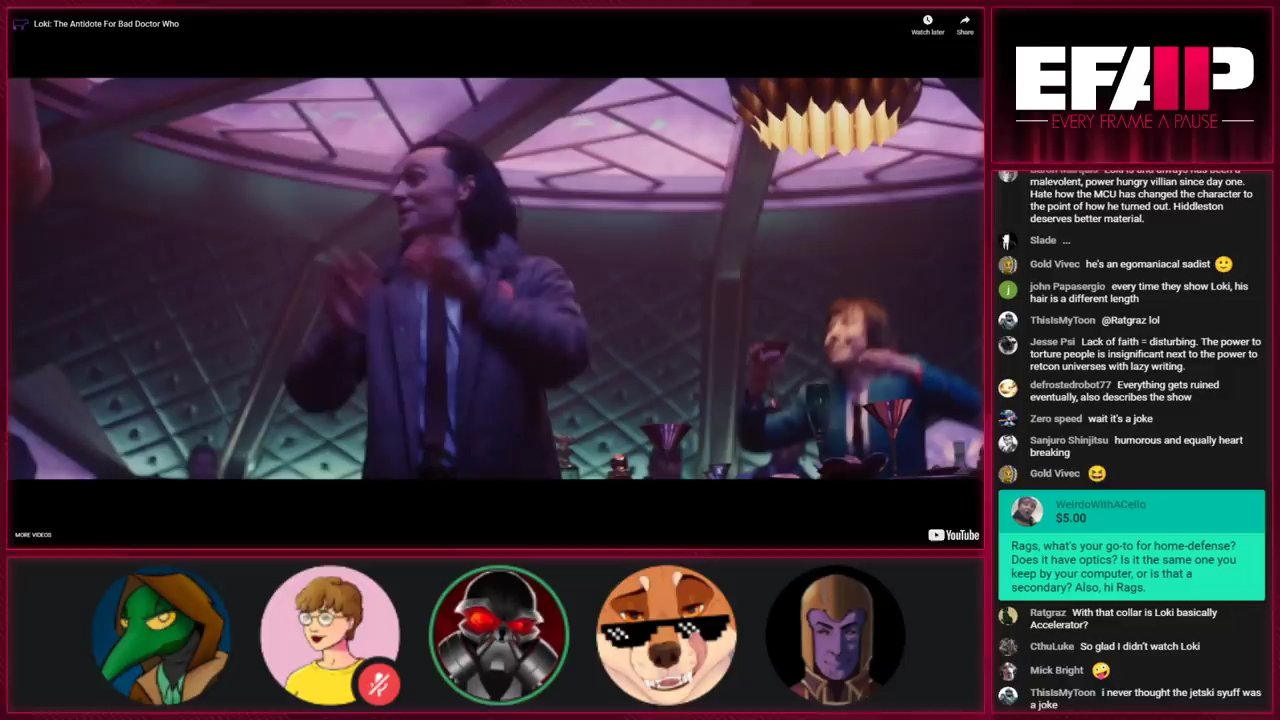 Loki: The Antidote For Bad Doctor Who
Watch later
Share
MORE VIDEOS
YouTube
EFAP
EVERY FRAME A PAUSE
malevolent, power hungry villian since day one.
Hate how the MCU has changed the character to
the point of how he turned out. Hiddleston
deserves better material.
Slade ...
Gold Vivec he's an egomaniacal sadist
john Papasergio every time they show Loki, his
hair is a different length
ThisIsMyToon @Ratgraz lol
Jesse Psi Lack of faith = disturbing. The power to
torture people is insignificant next to the power to
retcon universes with lazy writing.
defrostedrobot77 Everything gets ruined
eventually, also describes the show
Zero speed wait it's a joke
Sanjuro Shinjitsu humorous and equally heart
breaking
Gold Vivec
WeirdoWithACello
$5.00
Rags, what's your go-to for home-defense?
Does it have optics? Is it the same one you
keep by your computer, or is that a
secondary? Also, hi Rags.
Ratgraz With that collar is Loki basically
Accelerator?
CthuLuke So glad I didn't watch Loki
Mick Bright
ThisIsMyToon i never thought the jetski syuff was
a joke